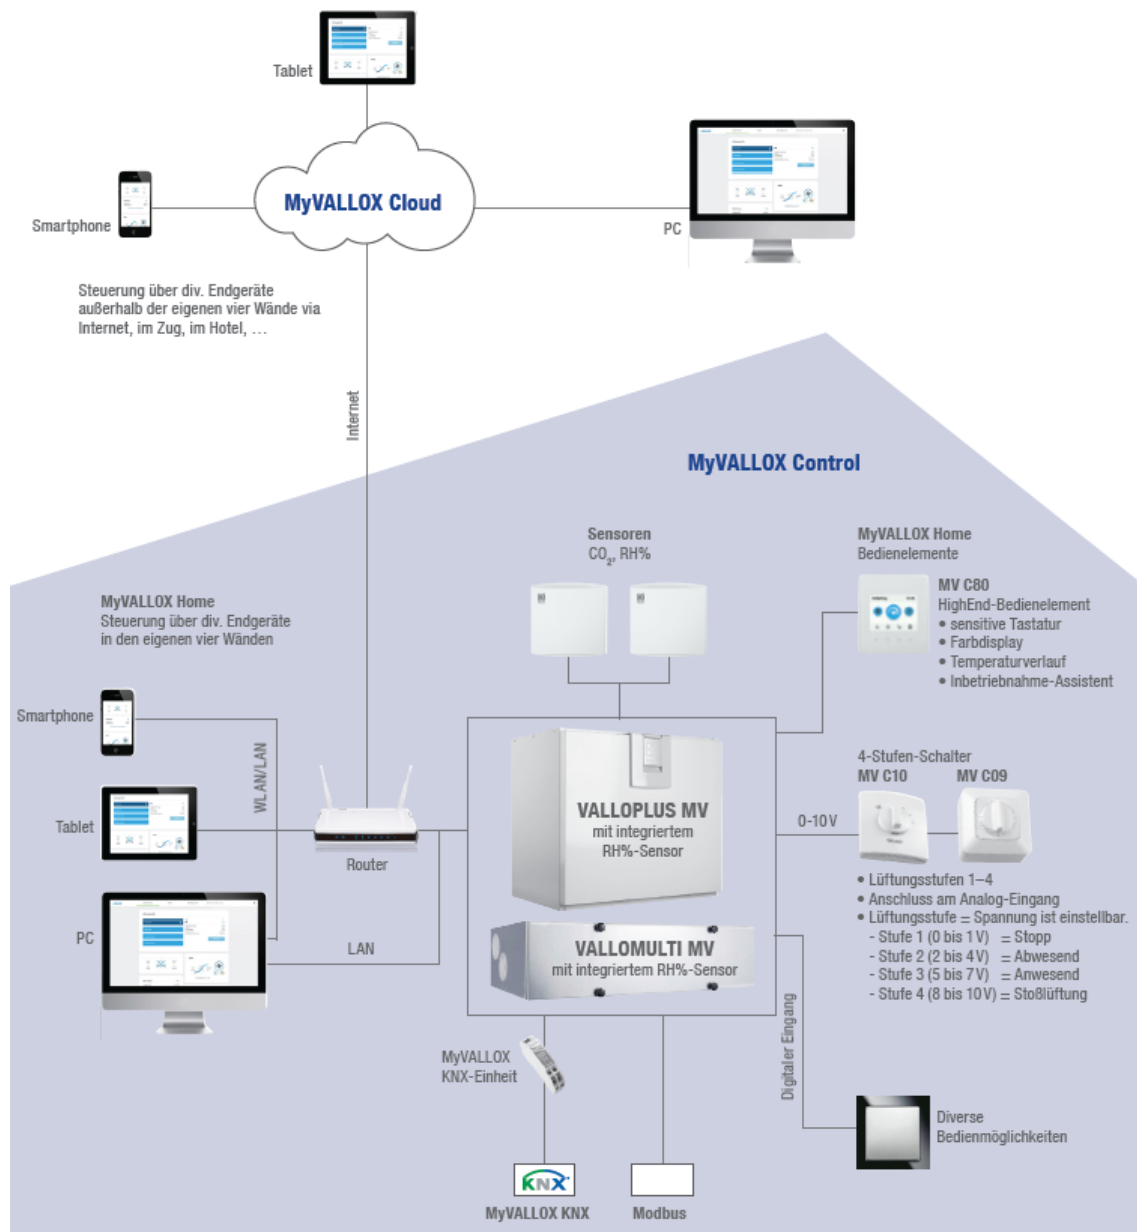 Tablet
MyVALLOX Cloud
Smartphone
PC
Steuerung über div. Endgeräte
außerhalb der eigenen vier Wände via
Internet, im Zug, im Hotel, …
Internet
MyVALLOX Control
Sensoren
CO₂, RH%
MyVALLOX Home
Bedienelemente
MV C80
HighEnd-Bedienelement
• sensitive Tastatur
• Farbdisplay
• Temperaturverlauf
• Inbetriebnahme-Assistent
MyVALLOX Home
Steuerung über div. Endgeräte
in den eigenen vier Wänden
Smartphone
WLAN/LAN
Tablet
Router
PC
LAN
VALLOPLUS MV
mit integriertem
RH%-Sensor
VALLOMULTI MV
mit integriertem RH%-Sensor
4-Stufen-Schalter
MV C10
MV C09
0-10 V
• Lüftungsstufen 1–4
• Anschluss am Analog-Eingang
• Lüftungsstufe = Spannung ist einstellbar.
- Stufe 1 (0 bis 1 V) = Stopp
- Stufe 2 (2 bis 4 V) = Abwesend
- Stufe 3 (5 bis 7 V) = Anwesend
- Stufe 4 (8 bis 10 V) = Stoßlüftung
Digitaler Eingang
MyVALLOX
KNX-Einheit
Diverse
Bedienmöglichkeiten
KNX
MyVALLOX KNX
Modbus